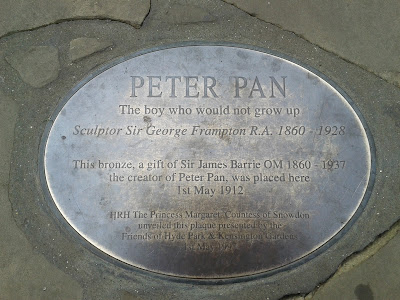 PETER PAN
The boy who would not grow up
Sculptor Sir George Frampton R.A. 1860 - 1928
This bronze, a gift of Sir James Barrie OM 1860 - 1937
the creator of Peter Pan, was placed here
1st May 1912
HRH The Princess Margaret, Countess of Snowdon
unveiled this plaque presented by the
Friends of Hyde Park & Kensington Gardens
May